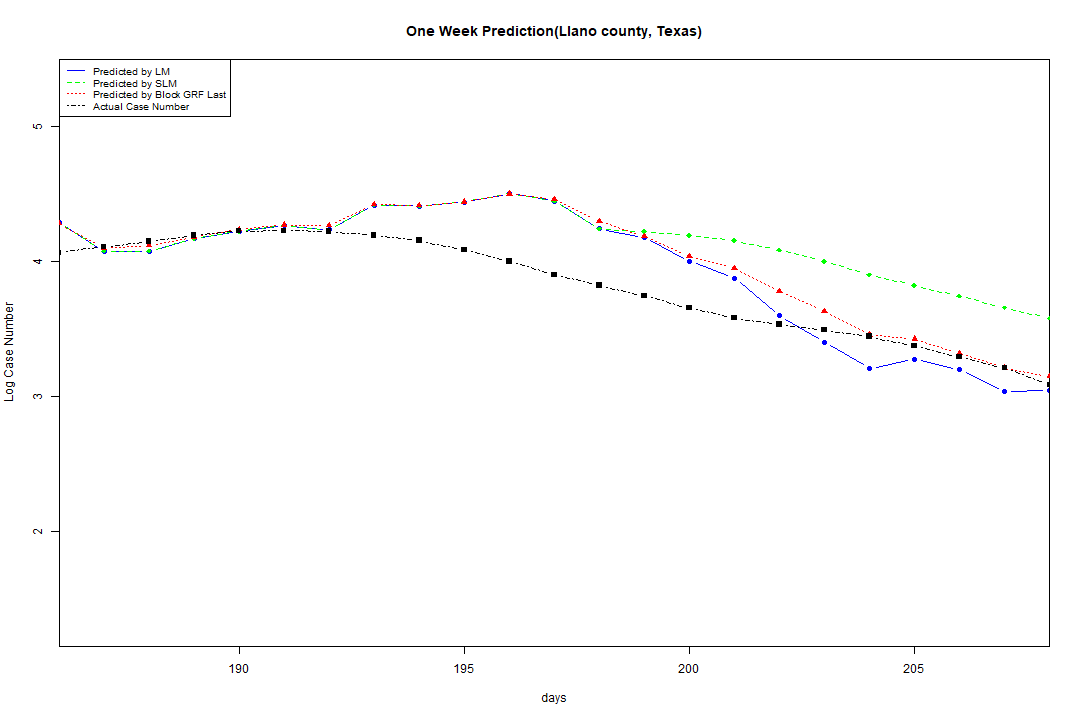 One Week Prediction(Llano county, Texas)
Predicted by LM
Predicted by SLM
Predicted by Block GRF Last
Actual Case Number
5
4
3
2
Log Case Number
190 195 200 205
days